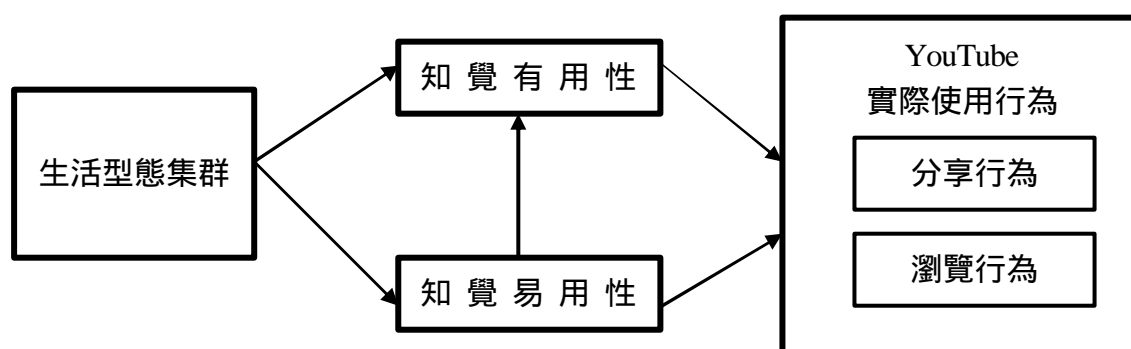 生活型態集群
知覺有用性
知覺易用性
YouTube
實際使用行為
分享行為
瀏覽行為